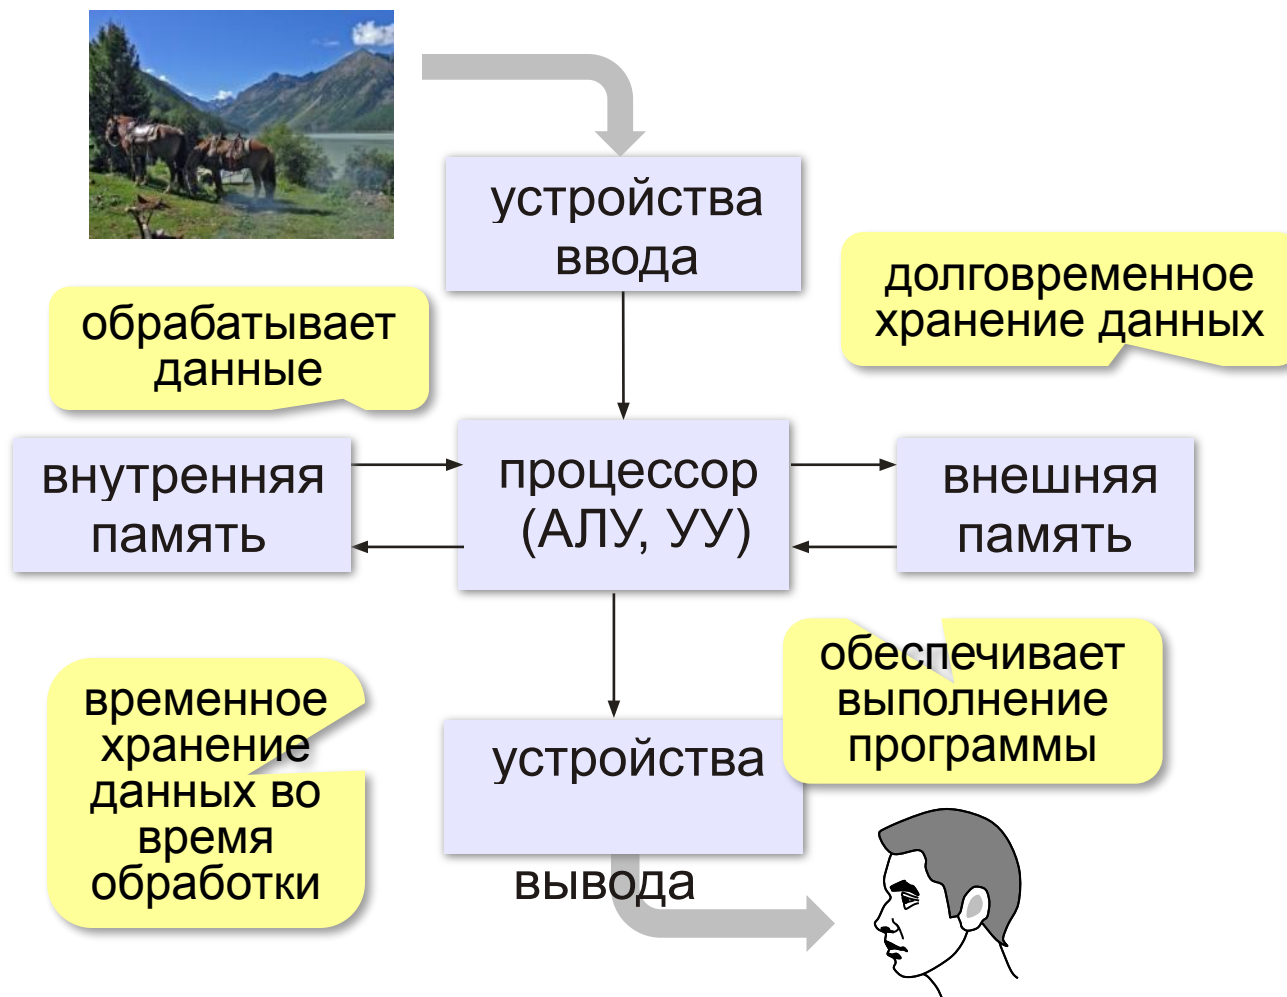 устройства
ввода
долговременное
хранение данных
обрабатывает
данные
внутренняя
память
процессор
(АЛУ, УУ)
внешняя
память
обеспечивает
выполнение
программы
временное
хранение
данных во
время
обработки
устройства
вывода